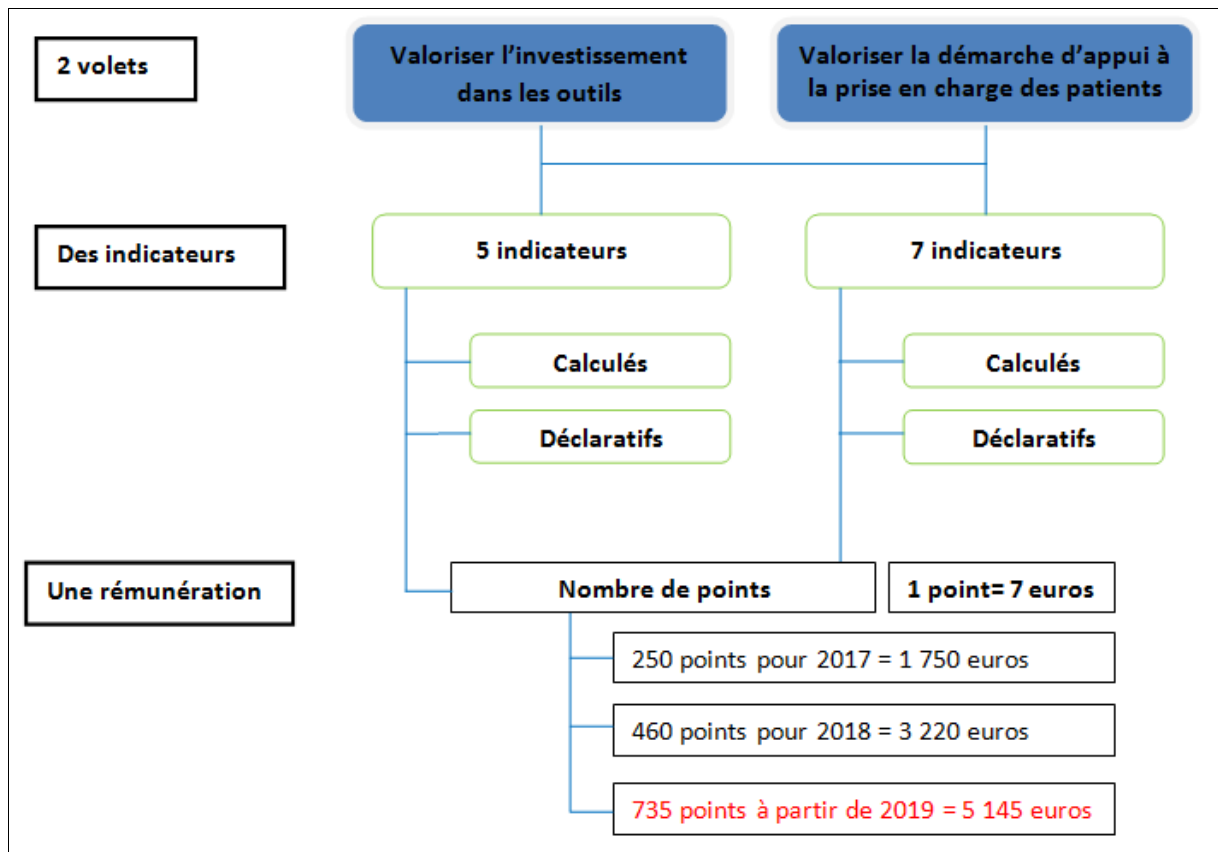 2 volets
Valoriser l’investissement
dans les outils
Valoriser la démarche d’appui à
la prise en charge des patients
Des indicateurs
5 indicateurs
7 indicateurs
Calculés
Calculés
Déclaratifs
Déclaratifs
Une rémunération
Nombre de points
1 point= 7 euros
250 points pour 2017 = 1 750 euros
460 points pour 2018 = 3 220 euros
735 points à partir de 2019 = 5 145 euros